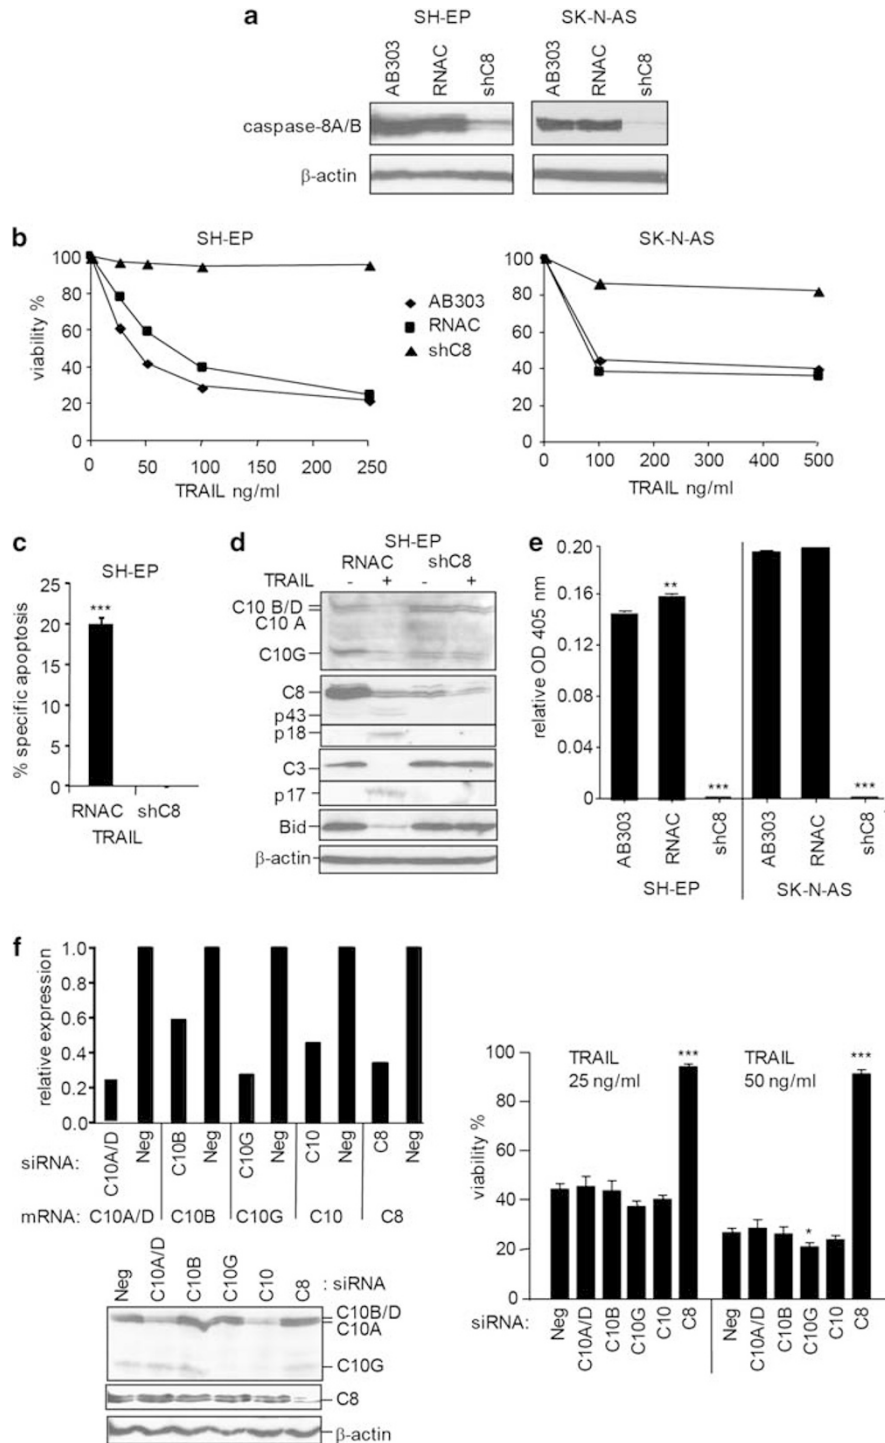 a
SH-EP SK-N-AS
AB303 RNAC shC8 AB303 RNAC shC8
caspase-8A/B
β-actin
b
SH-EP
viability %
100
80
60
40
20
0
0 50 100 150 200 250
TRAIL ng/ml
AB303
RNAC
shC8
SK-N-AS
100
80
60
40
20
0
0 100 200 300 400 500
TRAIL ng/ml
c
SH-EP
% specific apoptosis
25
20
15
10
5
0
***
RNAC shC8
TRAIL
d
SH-EP
RNAC shC8
TRAIL - + - +
C10 B/D
C10 A
C10G
C8
p43
p18
C3
p17
Bid
β-actin
e
relative OD 405 nm
0.20
0.16
0.12
0.08
0.04
0
** *** ***
AB303 RNAC shC8 AB303 RNAC shC8
SH-EP SK-N-AS
f
relative expression
1.0
0.8
0.6
0.4
0.2
0.0
siRNA: C10A/D Neg C10B Neg C10G Neg C10 Neg C8 Neg
mRNA: C10A/D C10B C10G C10 C8
Neg C10A/D C10B C10G C10 C8 : siRNA
C10B/D
C10A
C10G
C8
β-actin
viability %
100
80
60
40
20
0
TRAIL
25 ng/ml
***
TRAIL
50 ng/ml
*
***
siRNA: Neg C10A/D C10B C10G C10 C8 Neg C10A/D C10B C10G C10 C8